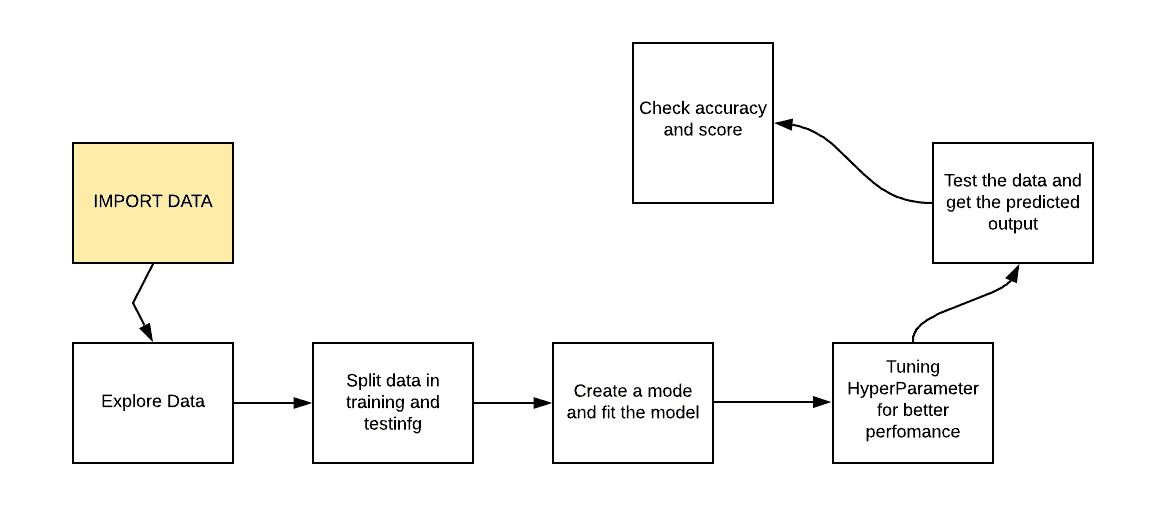 IMPORT DATA
Explore Data
Split data in
training and
testinfg
Create a mode
and fit the model
Tuning
HyperParameter
for better
perfomance
Test the data and
get the predicted
output
Check accuracy
and score